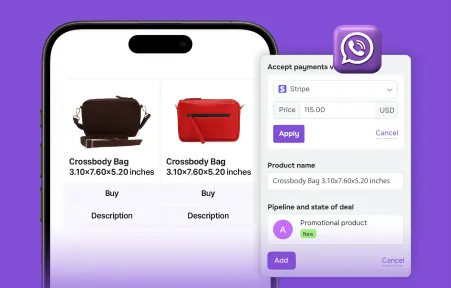 Crossbody Bag
3.10×7.60×5.20 inches
Buy
Description
Crossbody Bag
3.10×7.60×5.20 inches
Buy
Description
Accept payments v
Stripe
Price 115.00 USD
Apply Cancel
Product name
Crossbody Bag 3.10x7.60x5.20 inches
Pipeline and state of deal
A Promotional product
New
Add Cancel